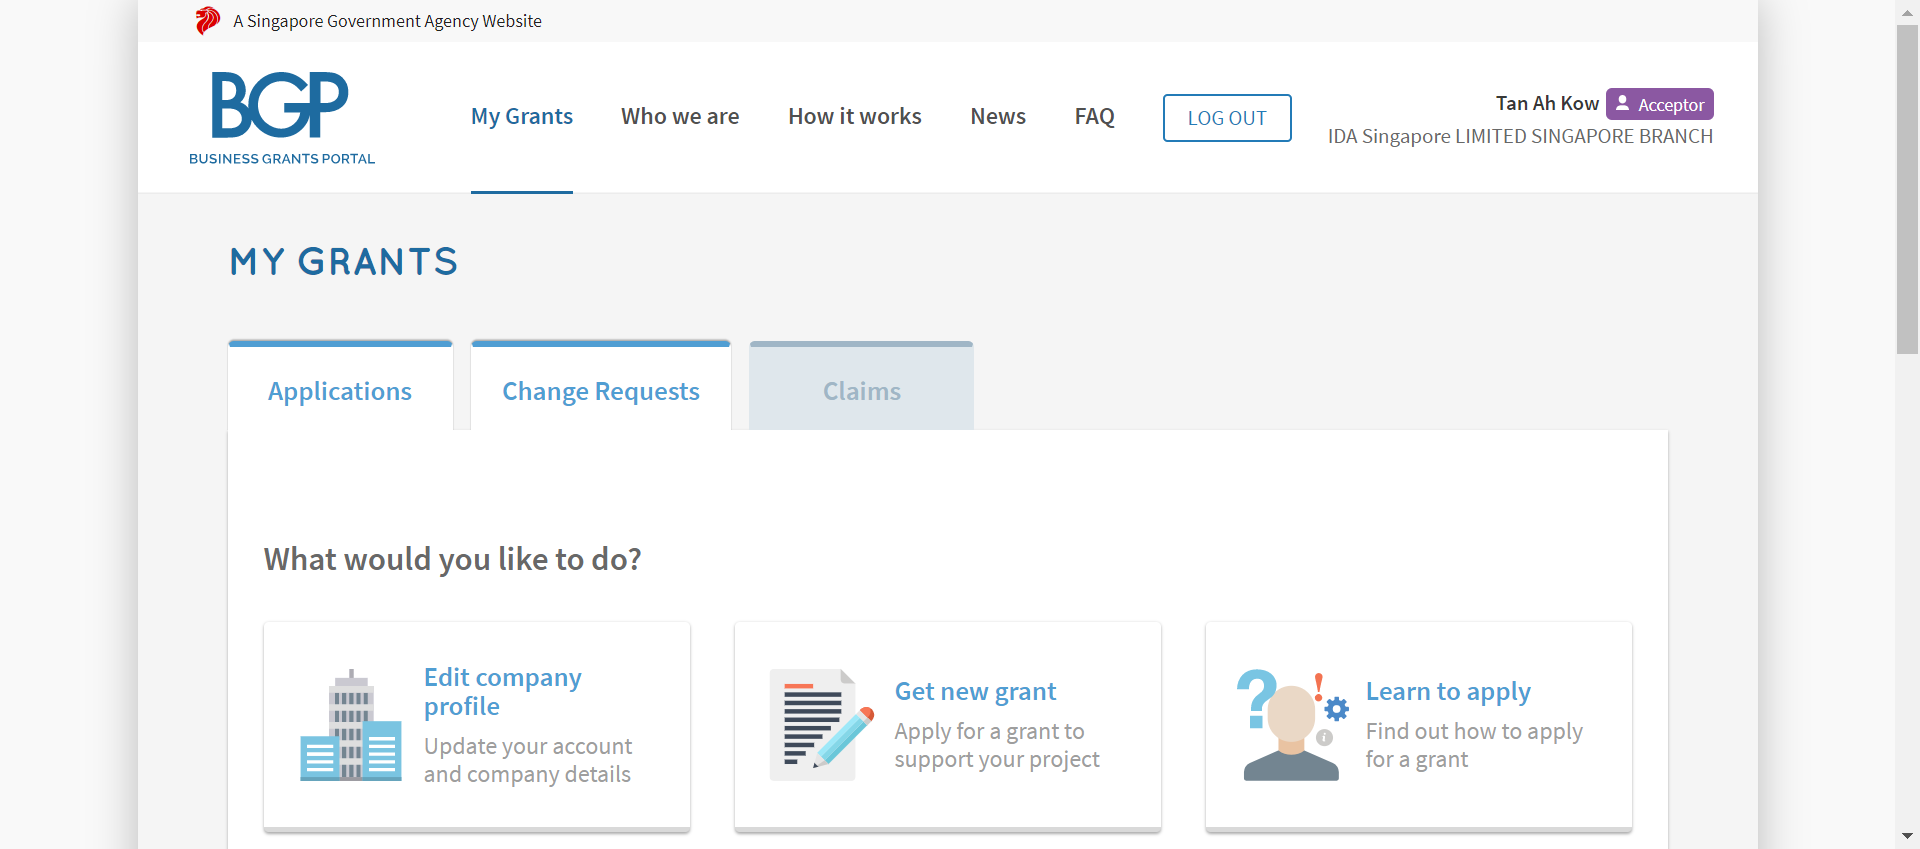 A Singapore Government Agency Website
BGP
BUSINESS GRANTS PORTAL
My Grants
Who we are
How it works
News
FAQ
LOG OUT
Tan Ah Kow
Acceptor
IDA Singapore LIMITED SINGAPORE BRANCH
MY GRANTS
Applications
Change Requests
Claims
What would you like to do?
Edit company
profile
Update your account
and company details
Get new grant
Apply for a grant to
support your project
Learn to apply
Find out how to apply
for a grant